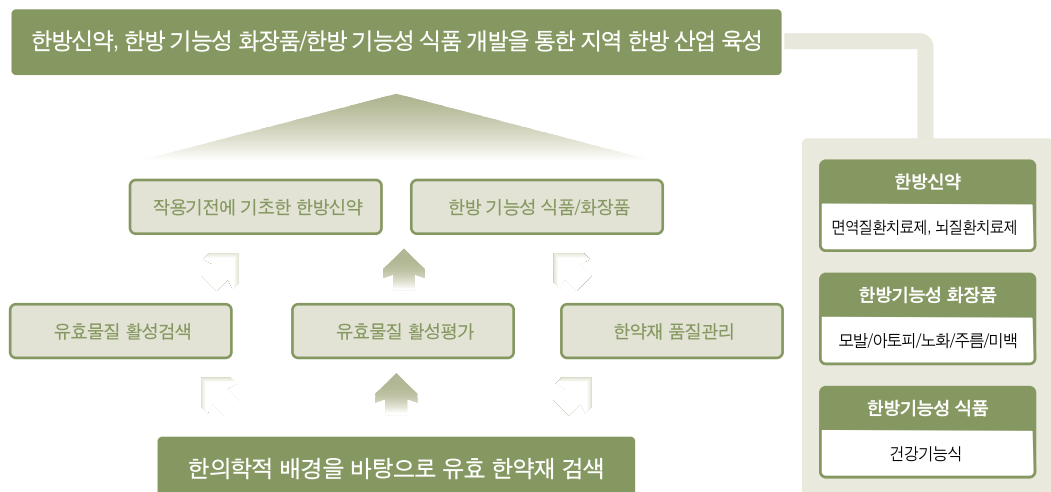 한방신약, 한방 기능성 화장품/한방 기능성 식품 개발을 통한 지역 한방 산업 육성
작용기전에 기초한 한방신약
한방 기능성 식품/화장품
유효물질 활성검색
유효물질 활성평가
한약재 품질관리
한의학적 배경을 바탕으로 유효 한약재 검색
한방신약
면역질환치료제, 뇌질환치료제
한방기능성 화장품
모발/아토피/노화/주름/미백
한방기능성 식품
건강기능식